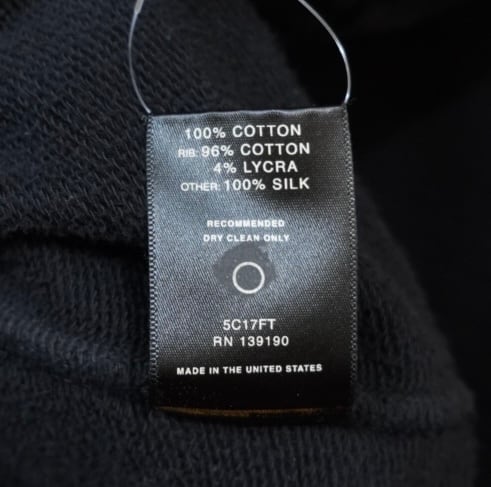 100% COTTON
RIB: 96% COTTON
4% LYCRA
OTHER: 100% SILK
RECOMMENDED
DRY CLEAN ONLY
5C17FT
RN 139190
MADE IN THE UNITED STATES